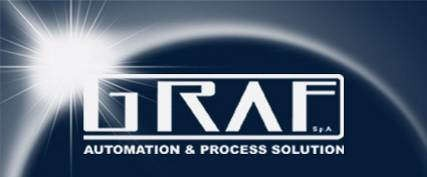 GRAF
S.p.A.
AUTOMATION & PROCESS SOLUTION